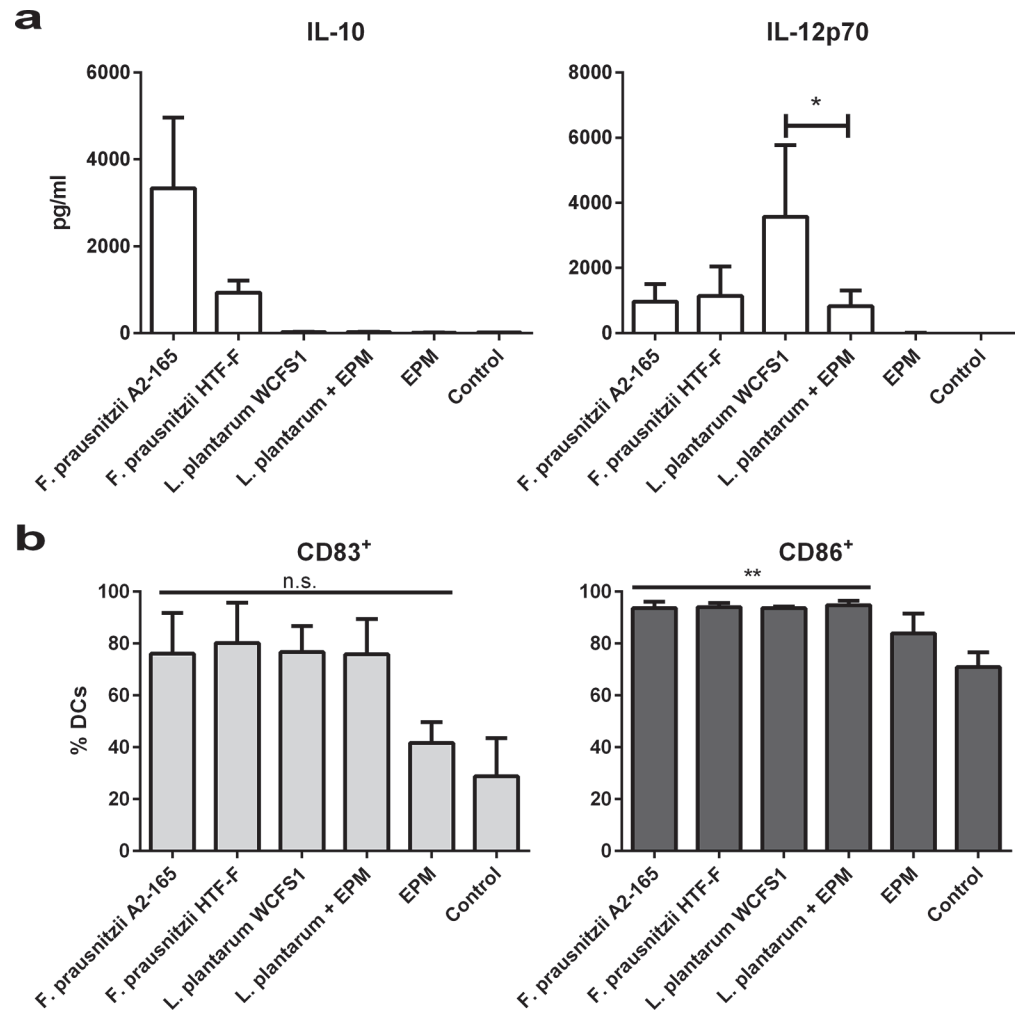 a
IL-10
pg/ml
6000
4000
2000
0
F. prausnitzii A2-165
F. prausnitzii HTF-F
L. plantarum WCFS1
L. plantarum + EPM
EPM
Control
IL-12p70
*
8000
6000
4000
2000
0
F. prausnitzii A2-165
F. prausnitzii HTF-F
L. plantarum WCFS1
L. plantarum + EPM
EPM
Control
b
CD83+
n.s.
% DCs
100
80
60
40
20
0
F. prausnitzii A2-165
F. prausnitzii HTF-F
L. plantarum WCFS1
L. plantarum + EPM
EPM
Control
CD86+
**
100
80
60
40
20
0
F. prausnitzii A2-165
F. prausnitzii HTF-F
L. plantarum WCFS1
L. plantarum + EPM
EPM
Control